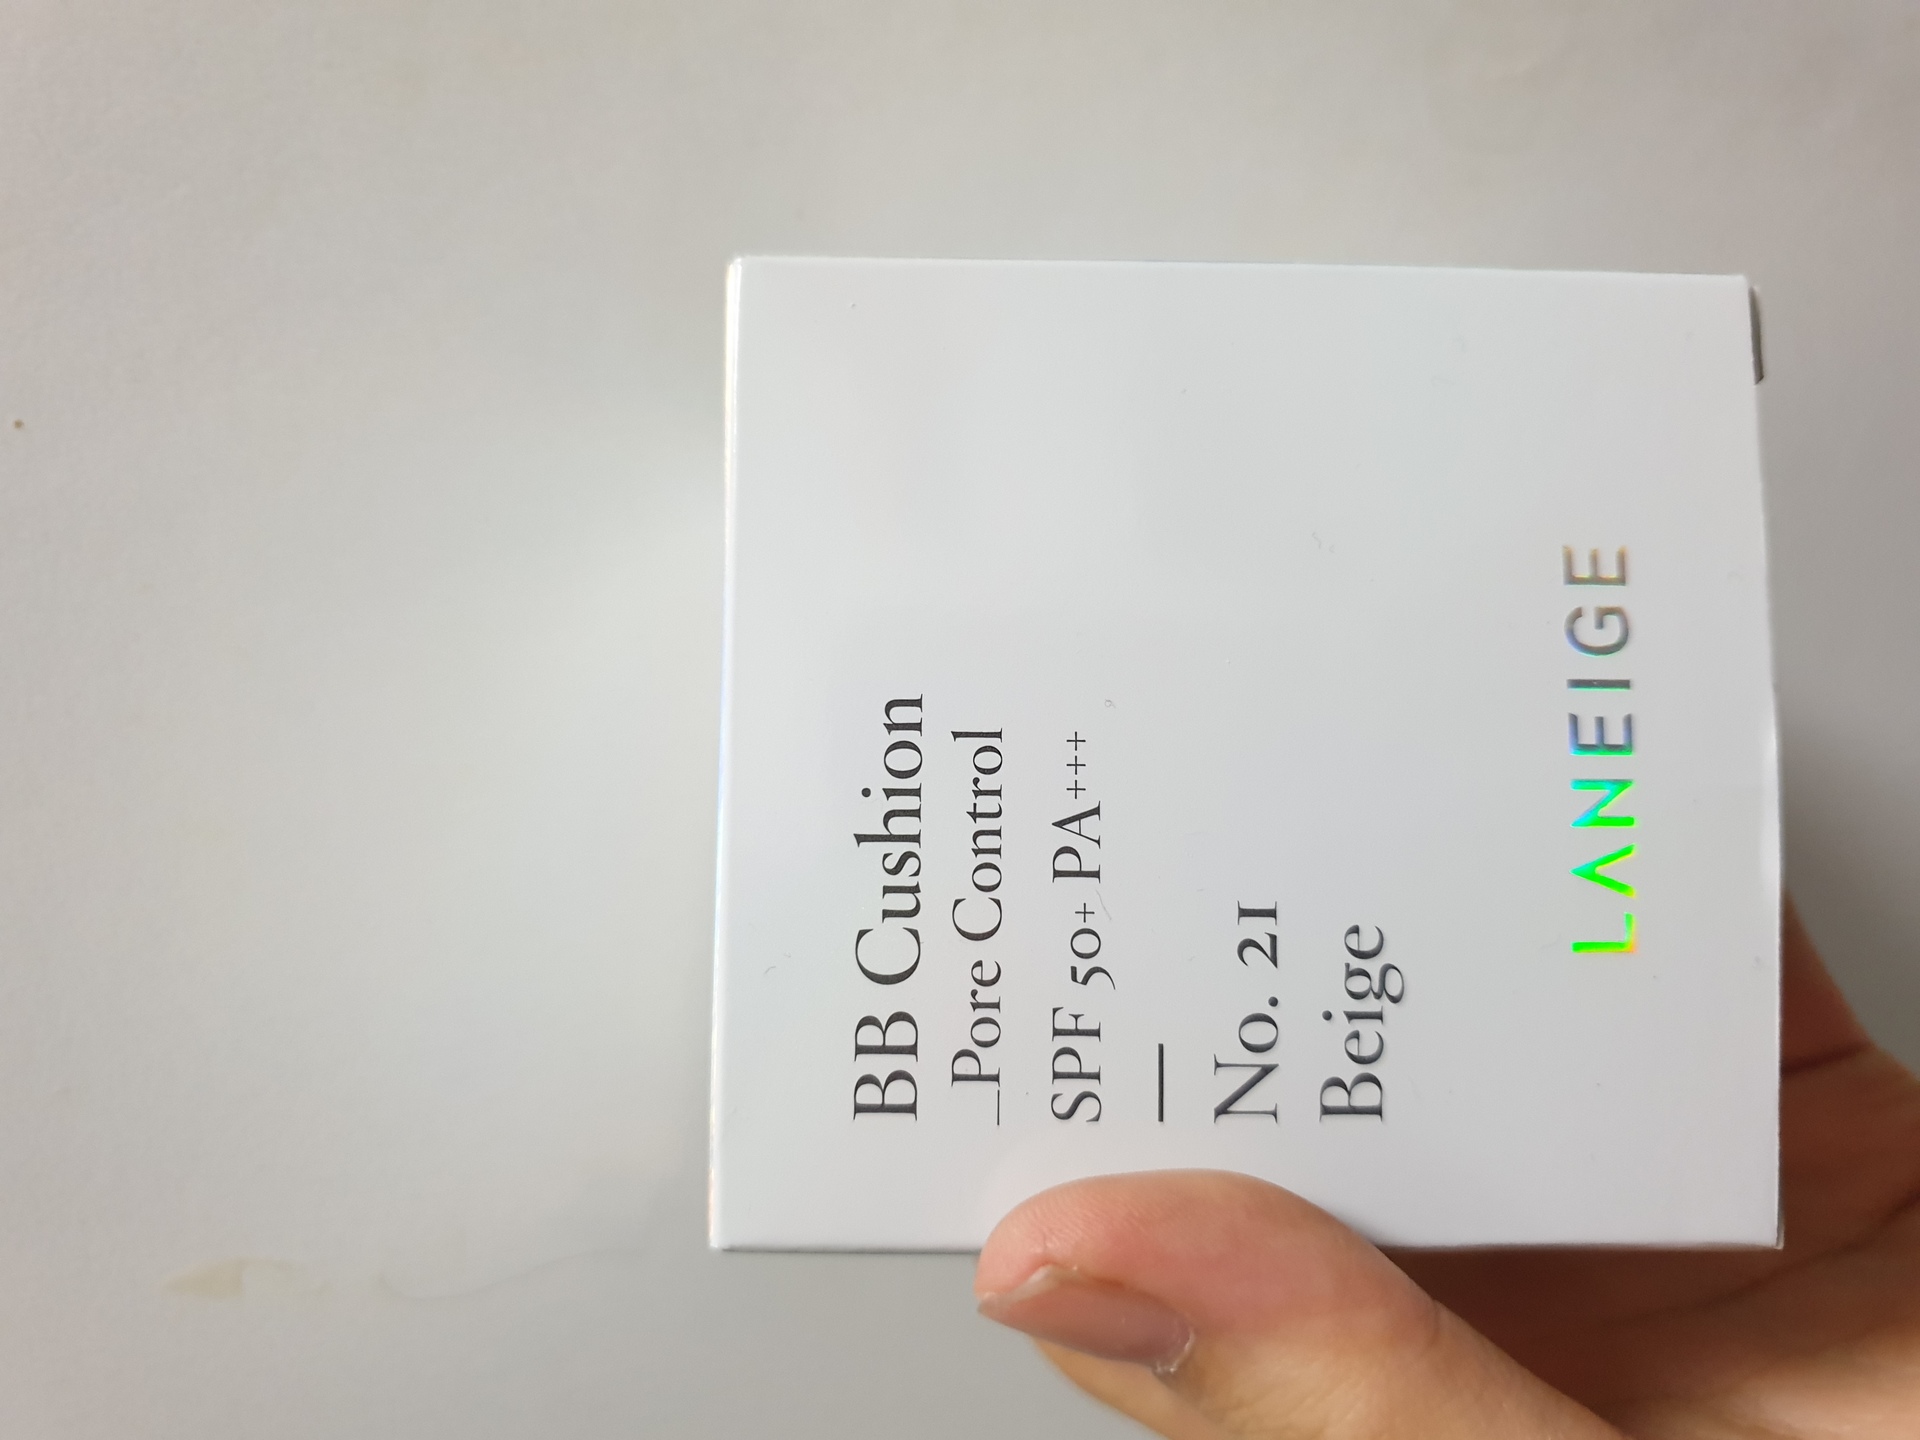 BB Cushion
_Pore Control
SPF 50+ PA+++
—
No. 21
Beige
LANEIGE